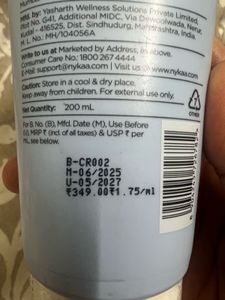 Mfd by: Yasharth Wellness Solutions Private Limited,
Plot No. G41, Additional MIDC, Via Dewoolwada, Nerur,
Kudal - 416525, Dist. Sindhudurg, Maharashtra, India.
M. L. No.: MH/104056A
Write to us at Marketed by Address, in above.
Consumer Care No.: 1800 267 4444
E-mail: support@nykaa.com | Visit us: www.nykaa.com
Caution: Store in a cool & dry place.
Keep away from children. For external use only.
Net Quantity: 200 mL
For B. No. (B), Mfd. Date (M), Use Before
(U), MRP ₹ (incl. of all taxes) & USP ₹ per
mL, see below.
B-CR002
M-06/2025
U-05/2027
₹349.00₹1.75/ml